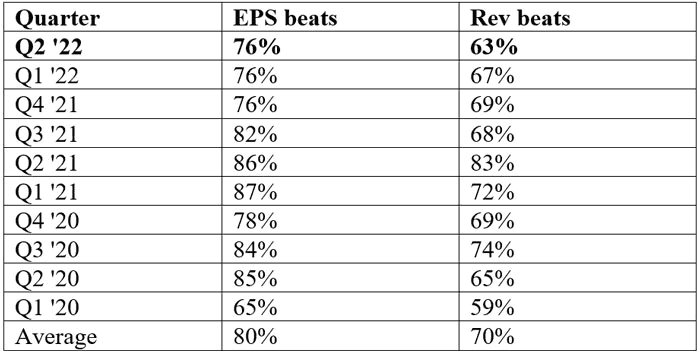 Quarter EPS beats Rev beats
Q2 '22 76% 63%
Q1 '22 76% 67%
Q4 '21 76% 69%
Q3 '21 82% 68%
Q2 '21 86% 83%
Q1 '21 87% 72%
Q4 '20 78% 69%
Q3 '20 84% 74%
Q2 '20 85% 65%
Q1 '20 65% 59%
Average 80% 70%